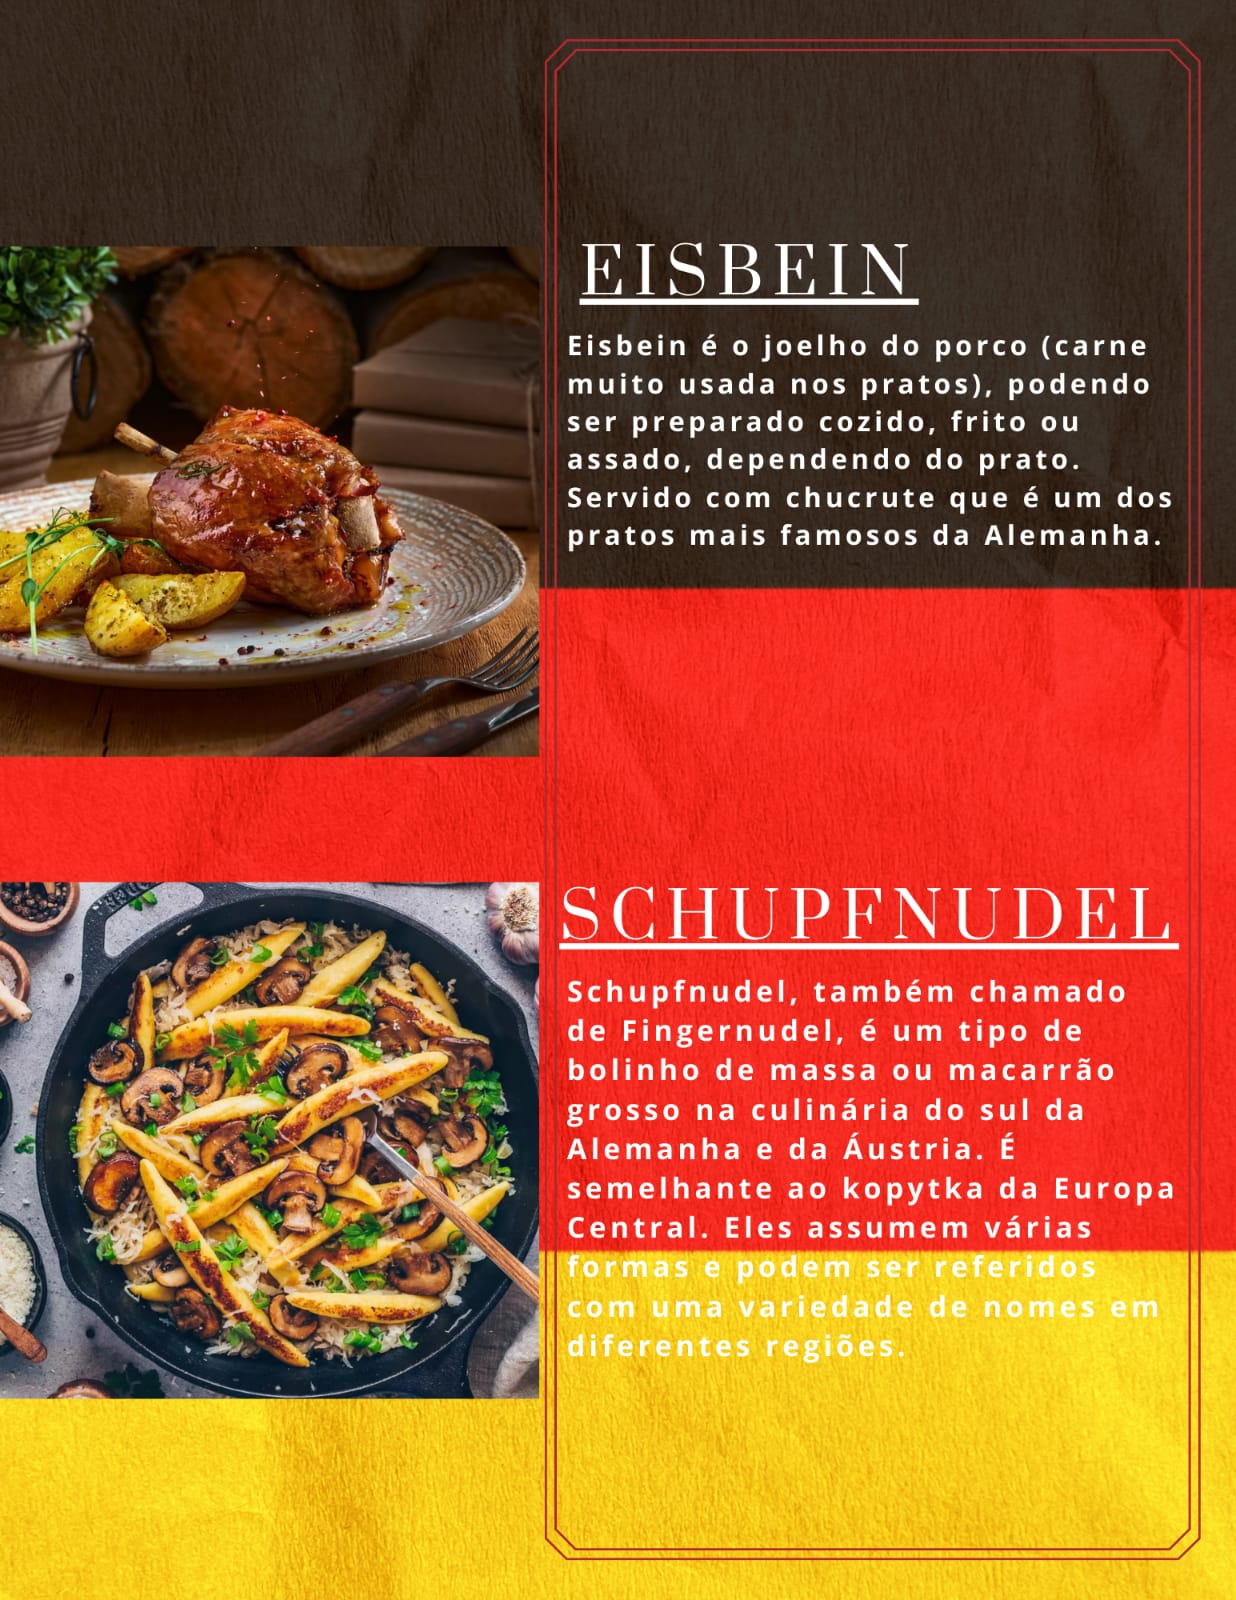 EISBEIN
Eisbein é o joelho do porco (carne
muito usada nos pratos), podendo
ser preparado cozido, frito ou
assado, dependendo do prato.
Servido com chucrute que é um dos
pratos mais famosos da Alemanha.
SCHUPFNUDEL
Schupfnudel, também chamado
de Fingernudel, é um tipo de
bolinho de massa ou macarrão
grosso na culinária do sul da
Alemanha e da Áustria. É
semelhante ao kopytka da Europa
Central. Eles assumem várias
formas e podem ser referidos
com uma variedade de nomes em
diferentes regiões.